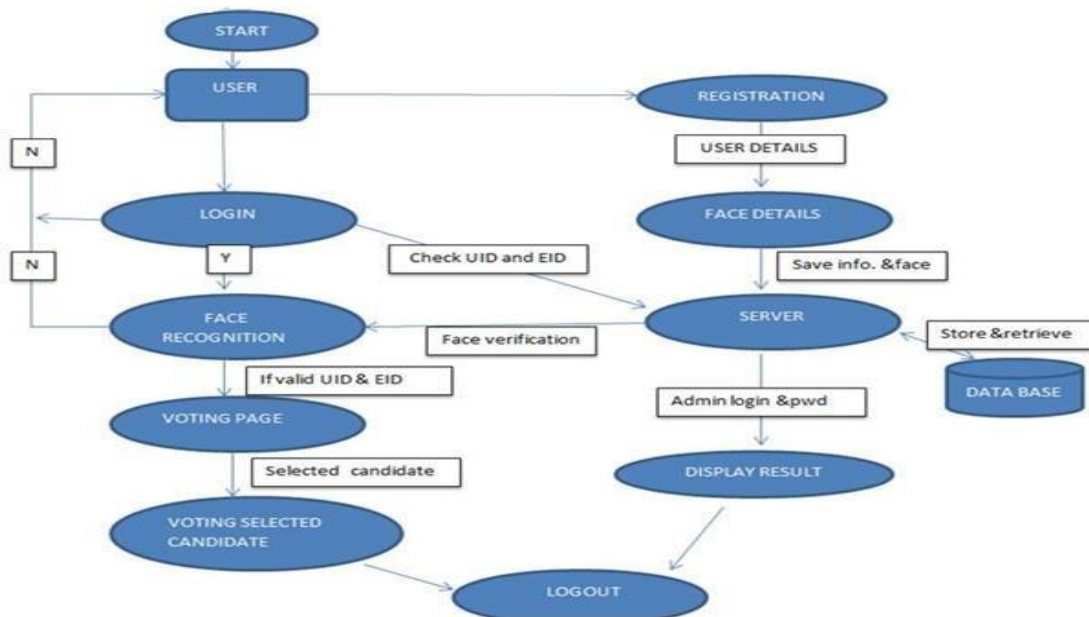 START
USER
REGISTRATION
N
USER DETAILS
LOGIN
FACE DETAILS
N
Y
Check UID and EID
Save info. &face
FACE
RECOGNITION
SERVER
Face verification
Store &retrieve
If valid UID & EID
Admin login &pwd
DATA BASE
VOTING PAGE
Selected candidate
DISPLAY RESULT
VOTING SELECTED
CANDIDATE
LOGOUT